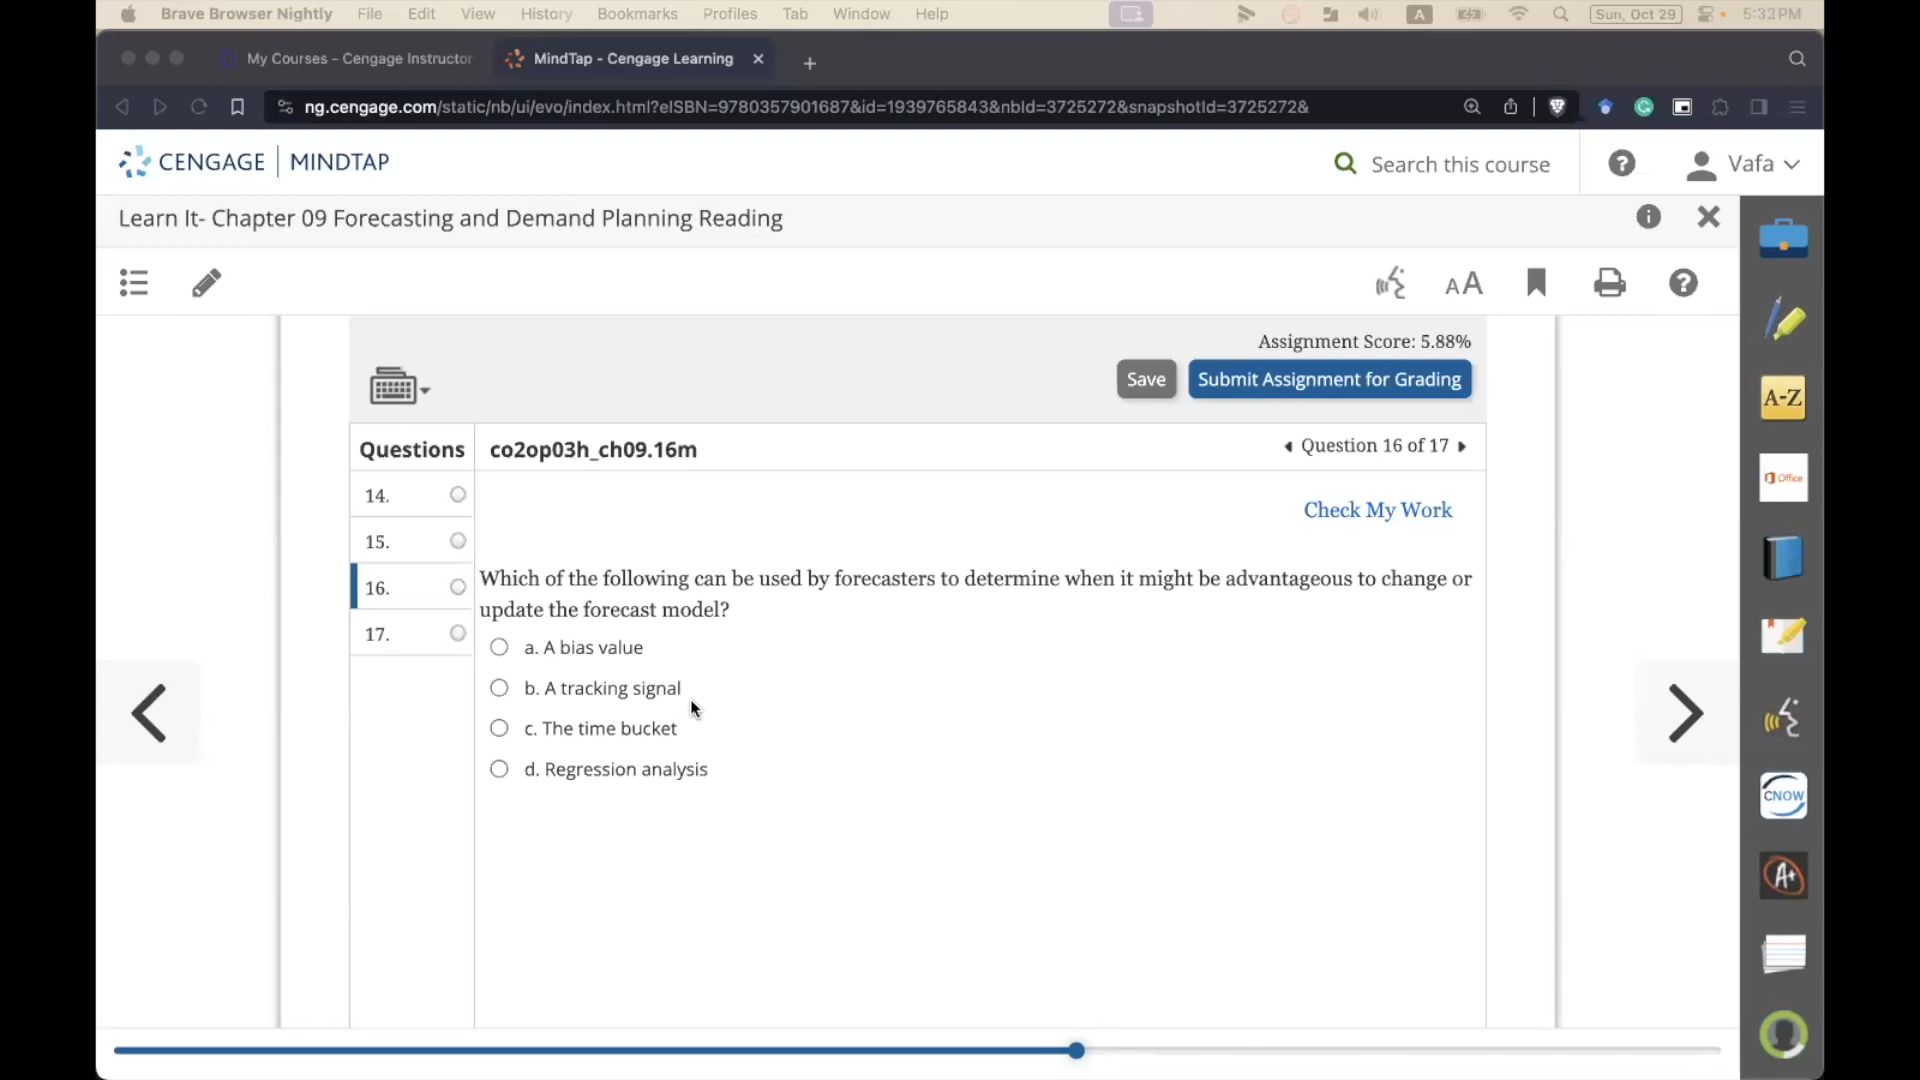 Brave Browser Nightly File Edit View History Bookmarks Profiles Tab Window Help A Sun, Oct 29 5:32 PM
My Courses - Cengage Instructor MindTap - Cengage Learning
ng.cengage.com/static/nb/ui/evo/index.html?eISBN=9780357901687&id=1939765843&nbId=3725272&snapshotId=3725272&
CENGAGE MINDTAP Search this course Vafa
Learn It- Chapter 09 Forecasting and Demand Planning Reading
AA
Assignment Score: 5.88%
Save Submit Assignment for Grading
A-Z
Questions co2op03h_ch09.16m Question 16 of 17
Office
14.
Check My Work
15.
Which of the following can be used by forecasters to determine when it might be advantageous to change or
16.
update the forecast model?
17.
a. A bias value
b. A tracking signal
c. The time bucket
d. Regression analysis
CNOW
A+